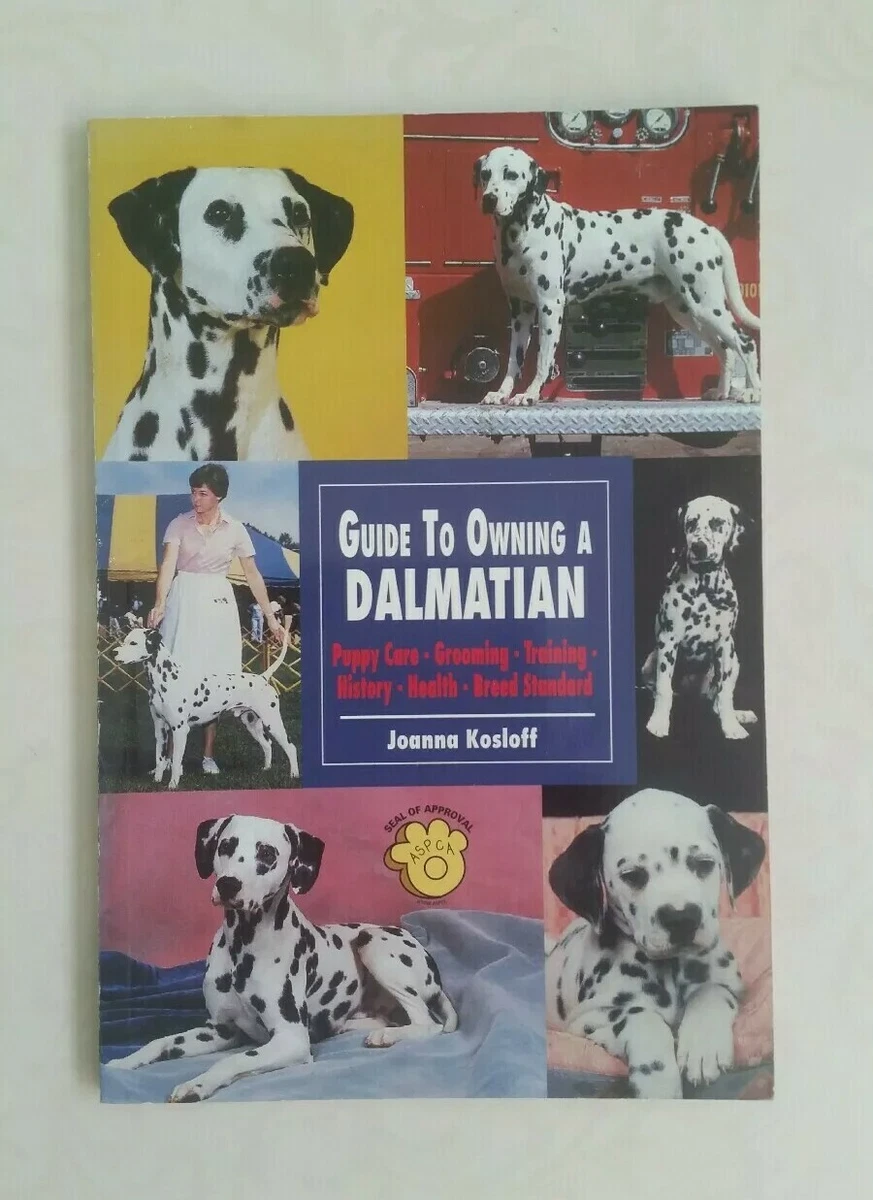 GUIDE TO OWNING A
DALMATIAN
Puppy Care • Grooming • Training •
History • Health • Breed Standard
Joanna Kosloff
SEAL OF APPROVAL
ASPCA